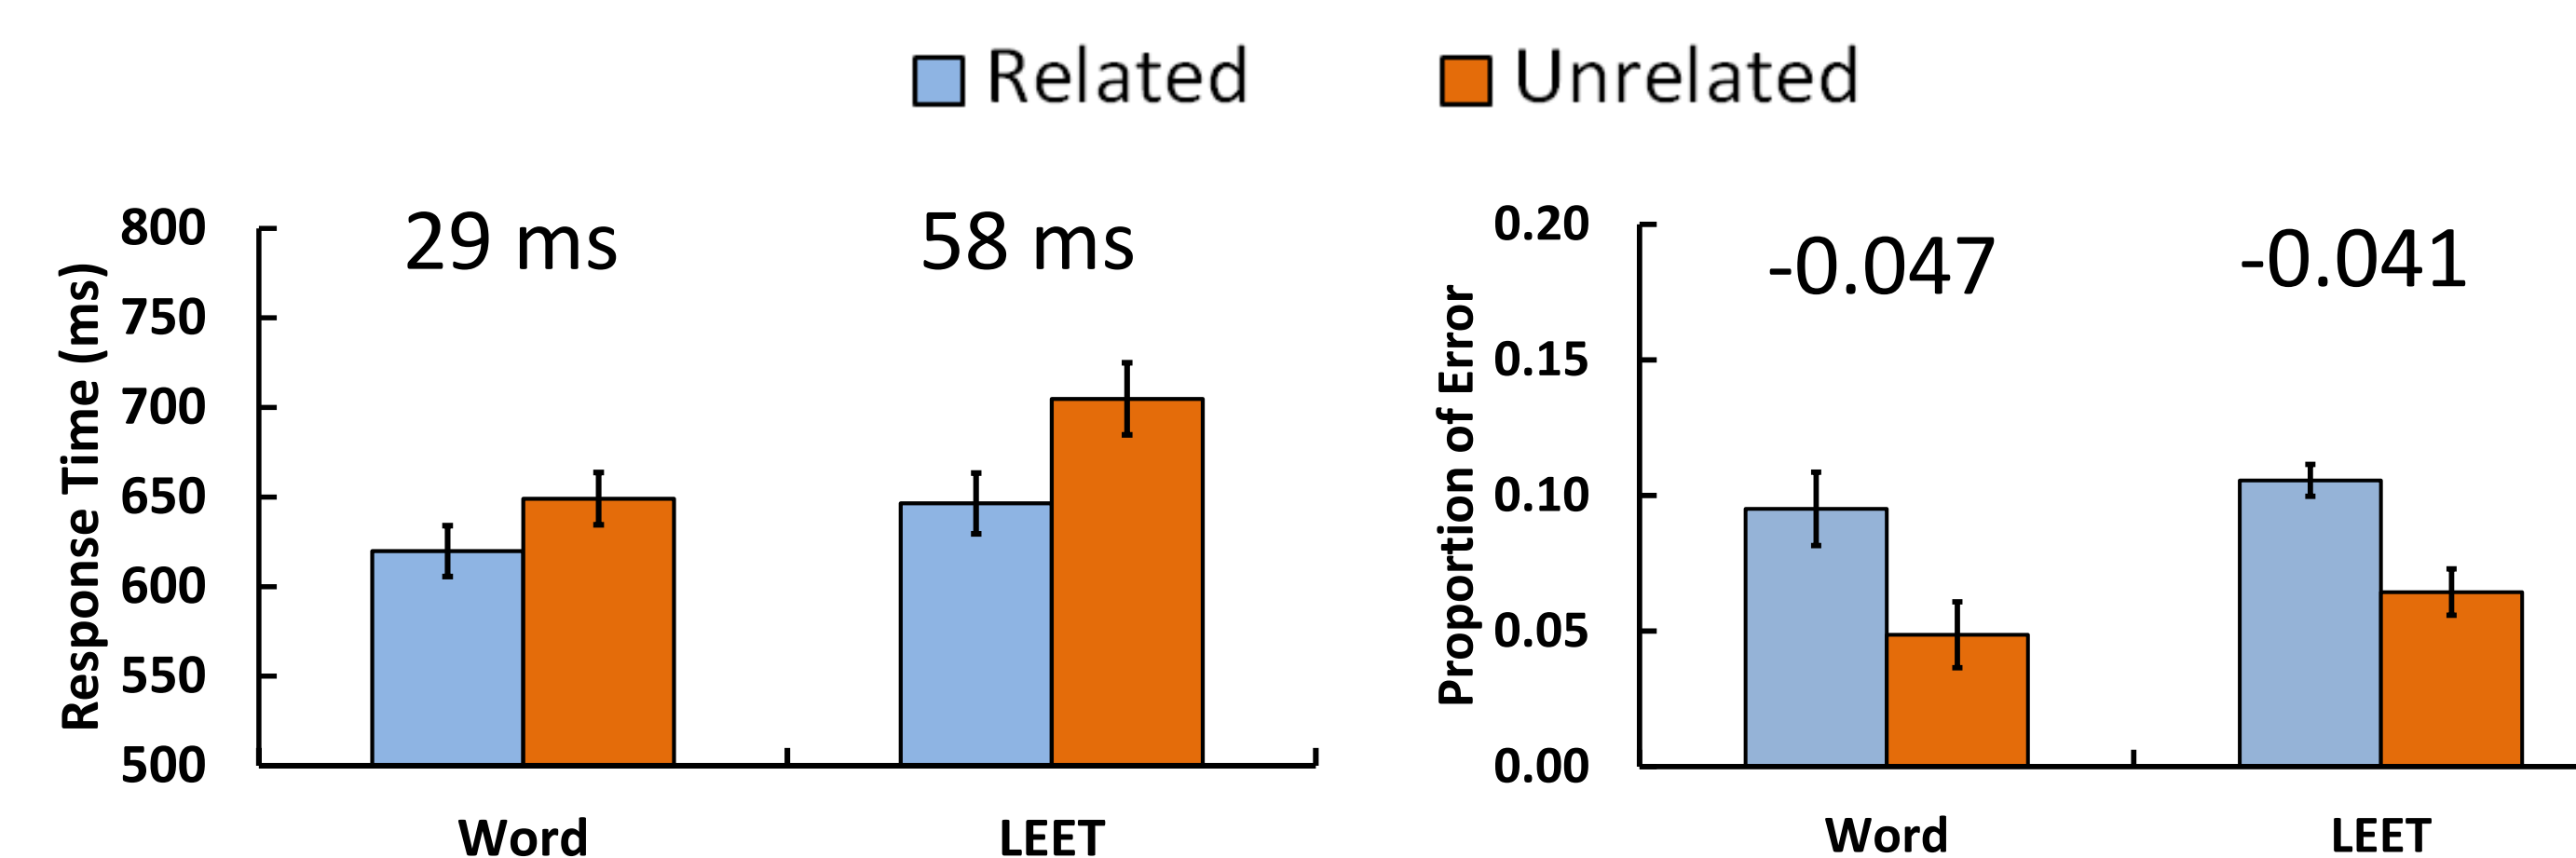 Related
Unrelated
Response Time (ms)
800
750
700
650
600
550
500
29 ms
58 ms
Word
LEET
Proportion of Error
0.20
0.15
0.10
0.05
0.00
-0.047
-0.041
Word
LEET